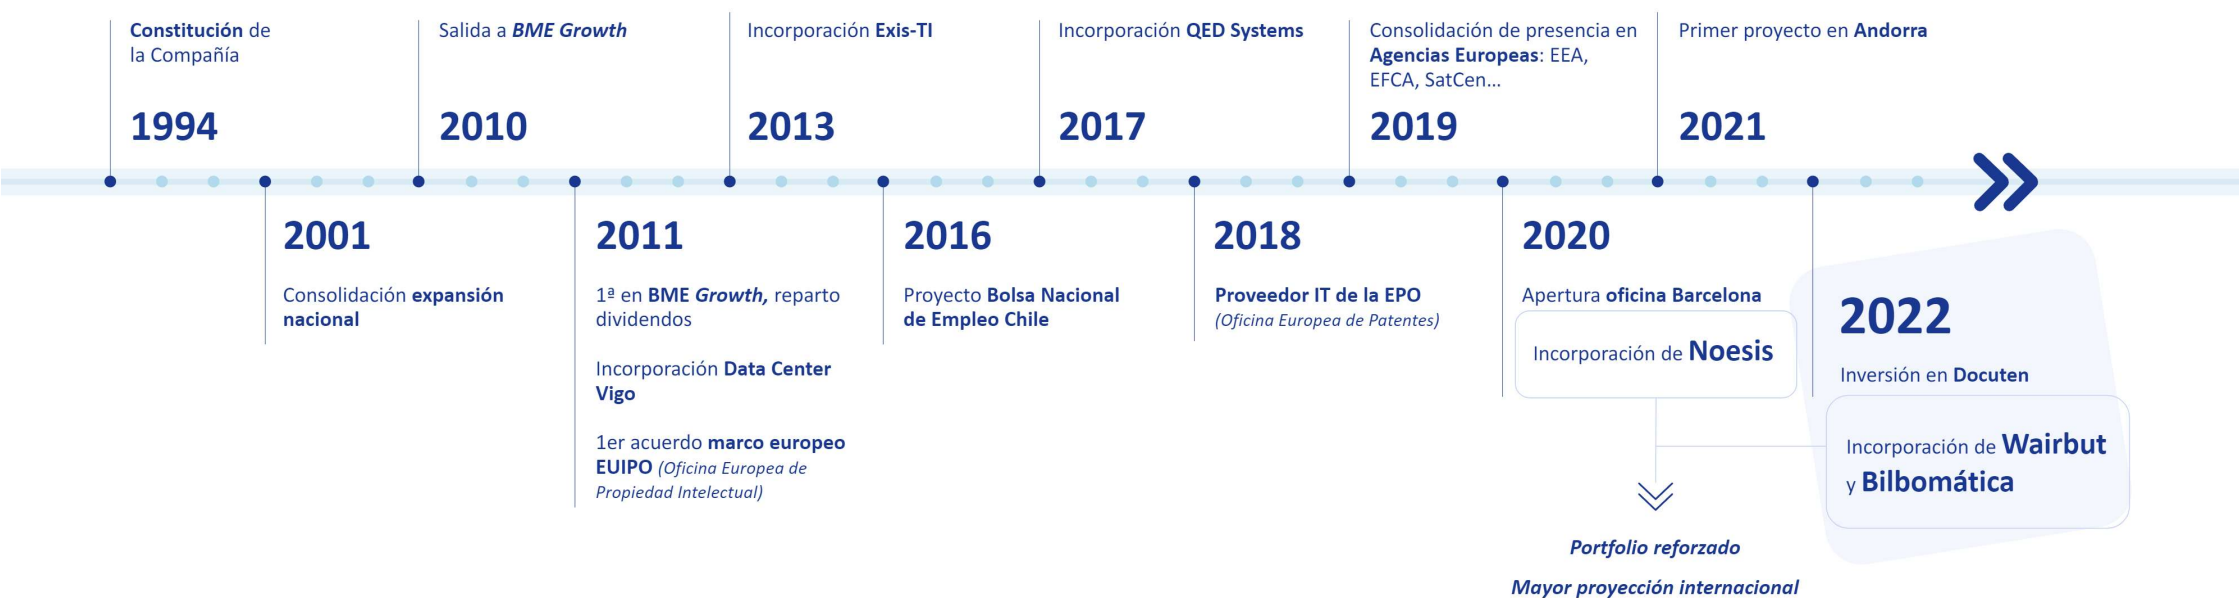 Constitución de
la Compañía
1994
Salida a BME Growth
2010
Incorporación Exis-TI
2013
Incorporación QED Systems
2017
Consolidación de presencia en
Agencias Europeas: EEA,
EFCA, SatCen...
2019
Primer proyecto en Andorra
2021
2001
Consolidación expansión
nacional
2011
1ª en BME Growth, reparto
dividendos
Incorporación Data Center
Vigo
1er acuerdo marco europeo
EUIPO (Oficina Europea de
Propiedad Intelectual)
2016
Proyecto Bolsa Nacional
de Empleo Chile
2018
Proveedor IT de la EPO
(Oficina Europea de Patentes)
2020
Apertura oficina Barcelona
Incorporación de Noesis
2022
Inversión en Docuten
Incorporación de Wairbut
y Bilbomática
Portfolio reforzado
Mayor proyección internacional